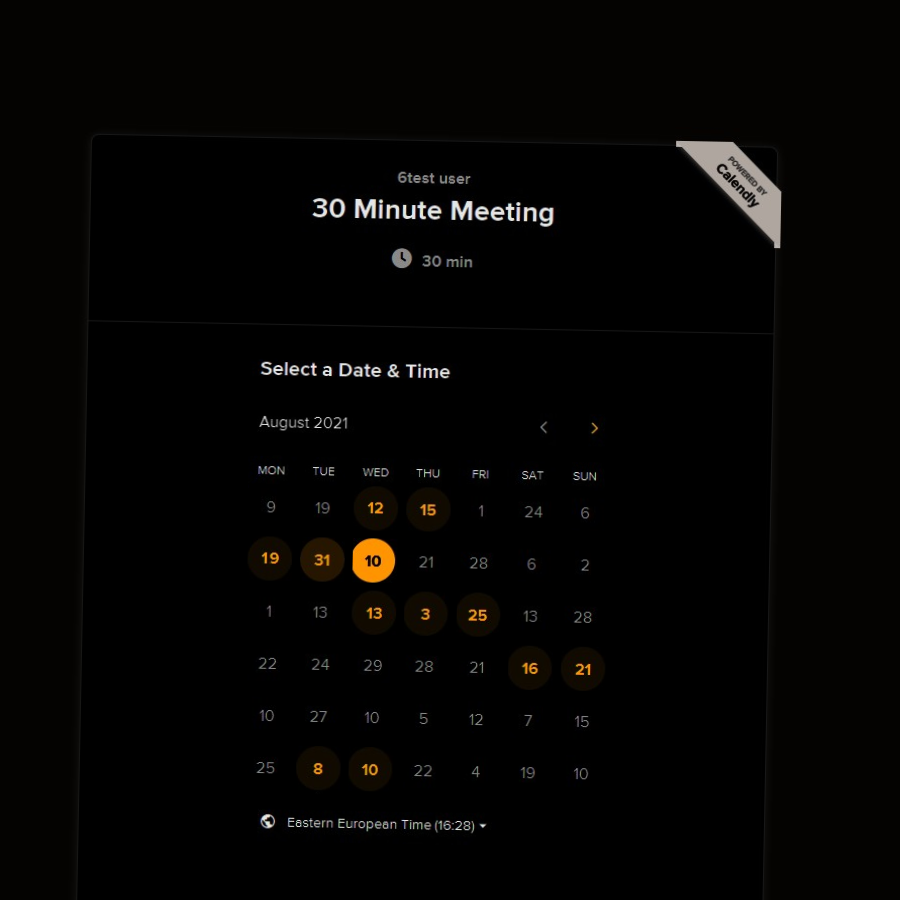 POWERED BY
Calendly
6test user
30 Minute Meeting
30 min
Select a Date & Time
August 2021
MON TUE WED THU FRI SAT SUN
9 19 12 15 1 24 6
19 31 10 21 28 6 2
1 13 13 3 25 13 28
22 24 29 28 21 16 21
10 27 10 5 12 7 15
25 8 10 22 4 19 10
Eastern European Time (16:28)